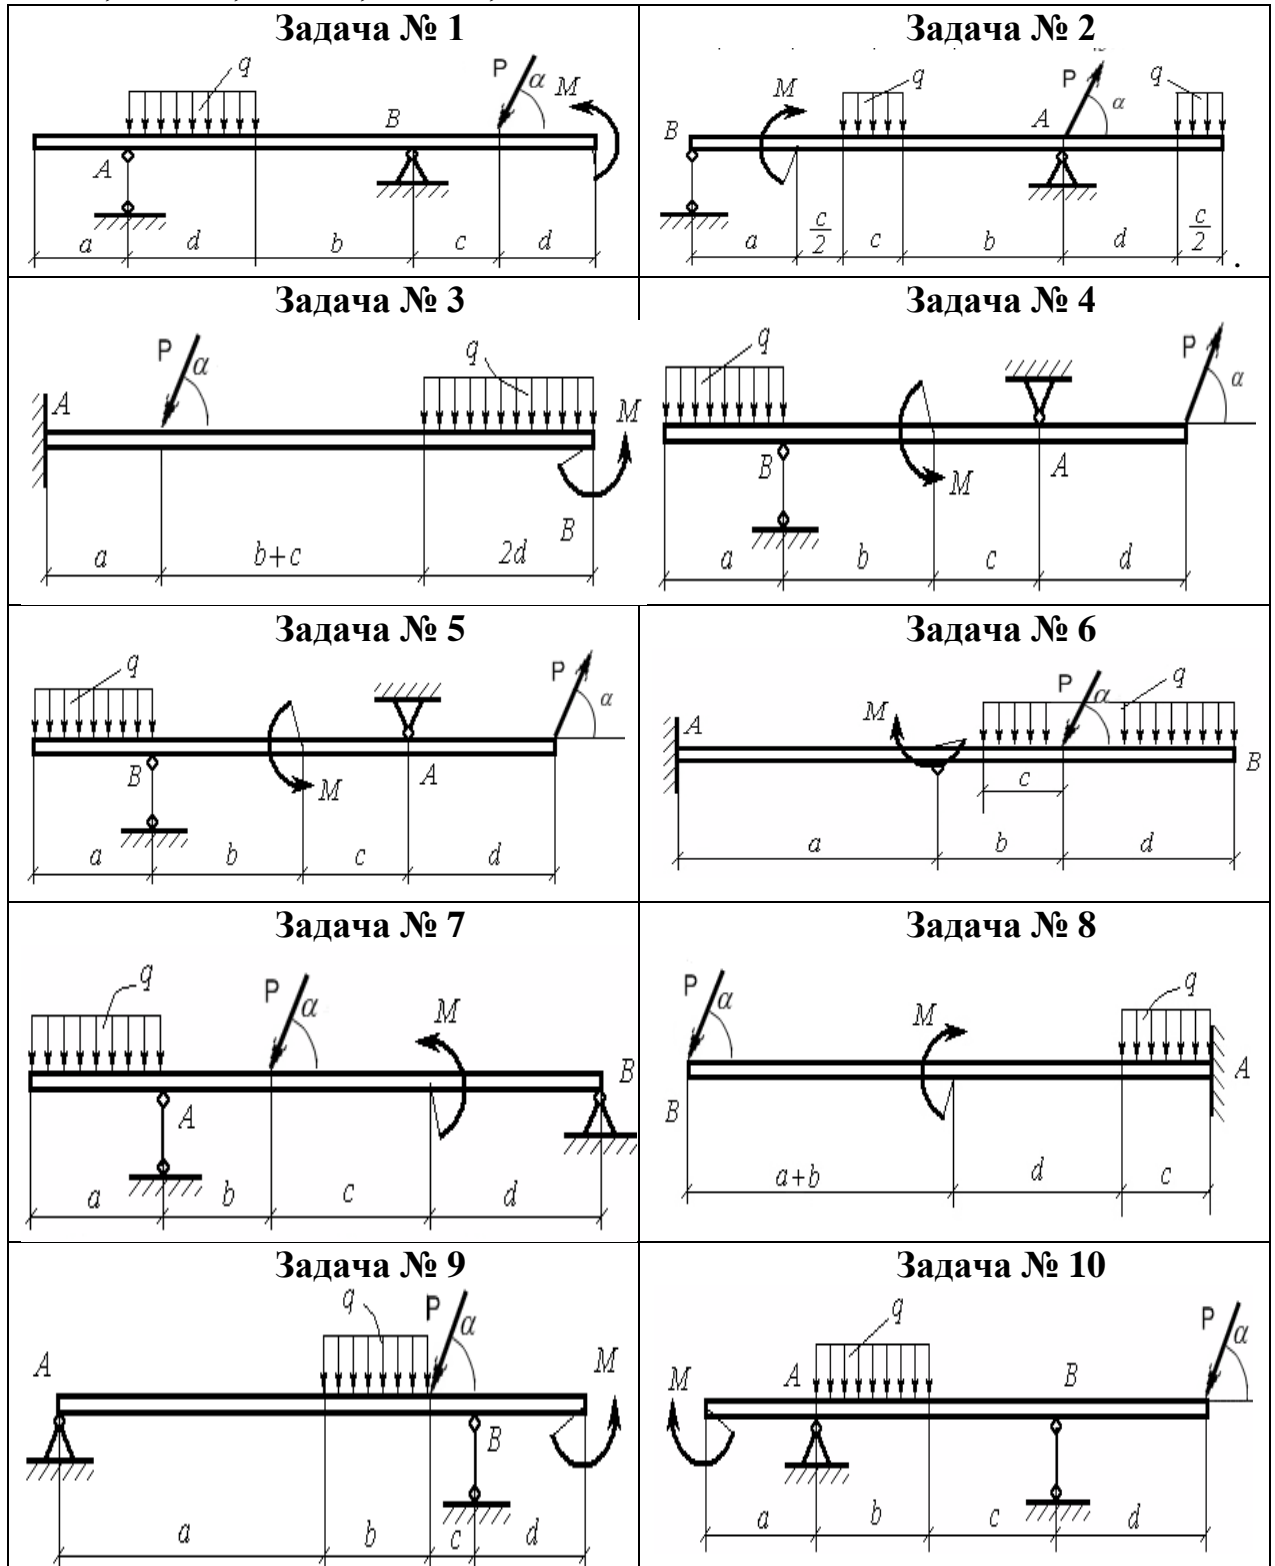 Задача № 1
q
P
α
M
B
A
a
d
b
c
d
Задача № 2
M
q
P
α
q
A
B
a
c/2
c
b
d
c/2
.
Задача № 3
P
α
q
A
M
B
a
b+c
2d
Задача № 4
q
P
α
B
M
A
a
b
c
d
Задача № 5
q
P
α
B
M
A
a
b
c
d
Задача № 6
P
α
q
M
A
B
c
a
b
d
Задача № 7
q
P
α
M
B
A
a
b
c
d
Задача № 8
P
α
M
q
A
B
a+b
d
c
Задача № 9
q
P
α
A
M
B
a
b
c
d
Задача № 10
q
P
α
M
A
B
a
b
c
d